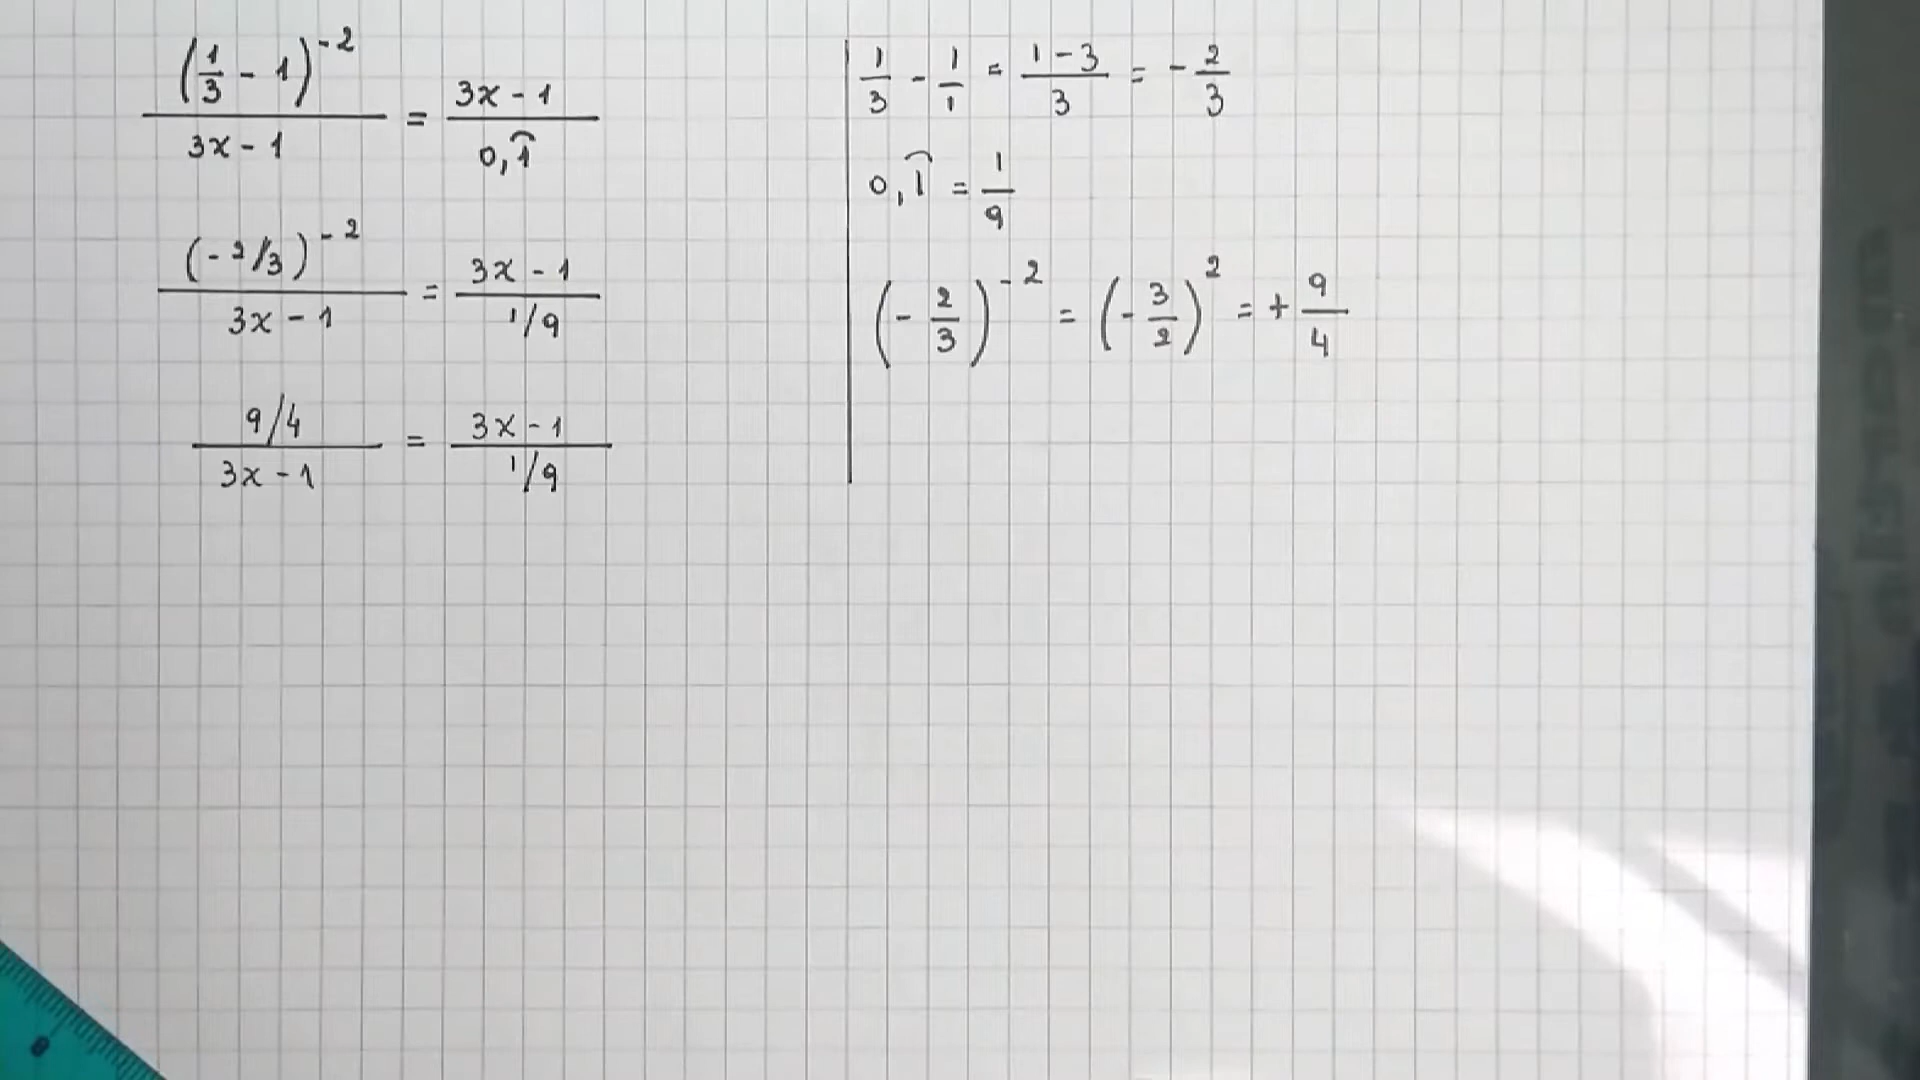 (1/3 - 1)^-2 / 3x - 1 = 3x - 1 / 0,1̑
(-2/3)^-2 / 3x - 1 = 3x - 1 / 1/9
9/4 / 3x - 1 = 3x - 1 / 1/9
1/3 - 1/1 = 1 - 3 / 3 = - 2/3
0,1̑ = 1/9
(- 2/3)^-2 = (- 3/2)^2 = + 9/4
8